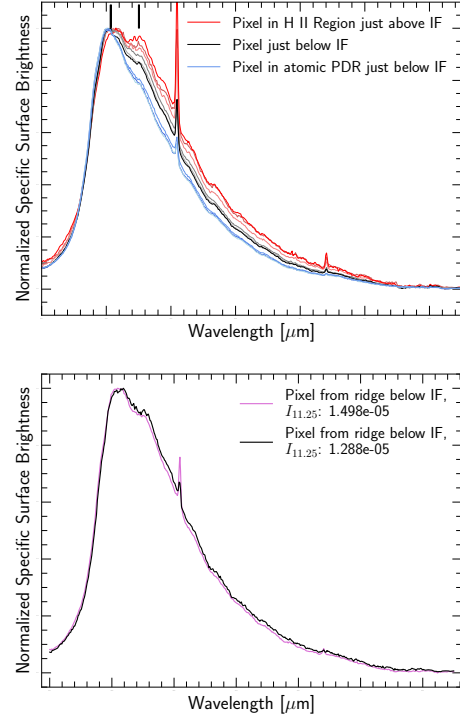 Normalized Specific Surface Brightness
Pixel in H II Region just above IF
Pixel just below IF
Pixel in atomic PDR just below IF
Wavelength [μm]
Normalized Specific Surface Brightness
Pixel from ridge below IF,
I11.25: 1.498e-05
Pixel from ridge below IF,
I11.25: 1.288e-05
Wavelength [μm]